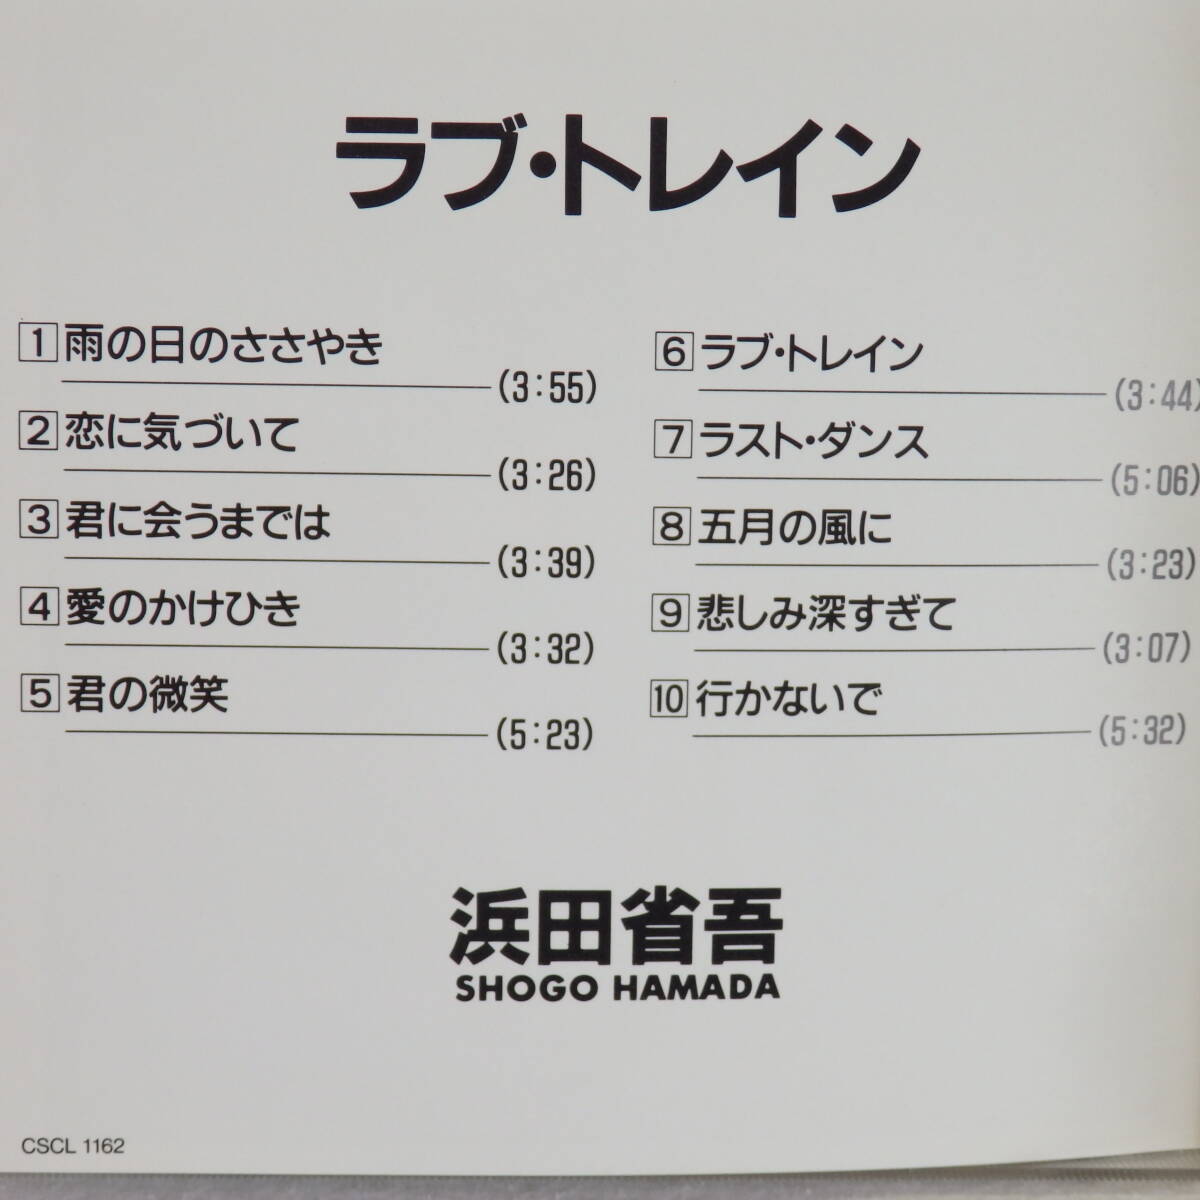 ラブ・トレイン
1 雨の日のささやき
(3:55)
2 恋に気づいて
(3:26)
3 君に会うまでは
(3:39)
4 愛のかけひき
(3:32)
5 君の微笑
(5:23)
6 ラブ・トレイン
(3:44)
7 ラスト・ダンス
(5:06)
8 五月の風に
(3:23)
9 悲しみ深すぎて
(3:07)
10 行かないで
(5:32)
浜田省吾
SHOGO HAMADA
CSCL 1162